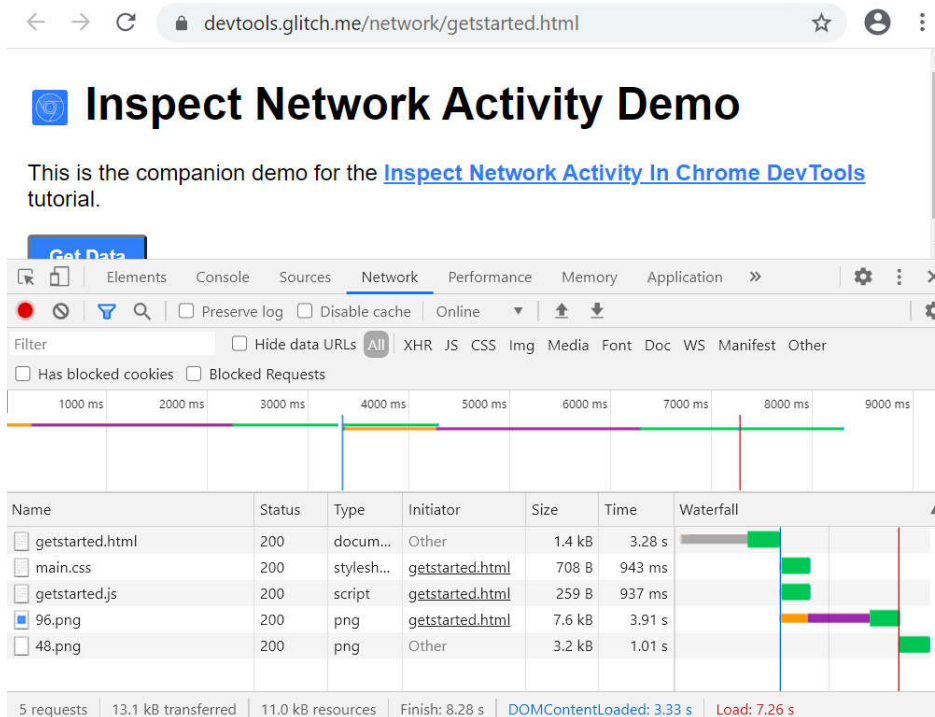 devtools.glitch.me/network/getstarted.html
Inspect Network Activity Demo
This is the companion demo for the Inspect Network Activity In Chrome DevTools
tutorial.
Get Data
Elements Console Sources Network Performance Memory Application »
Preserve log Disable cache Online
Filter Hide data URLs All XHR JS CSS Img Media Font Doc WS Manifest Other
Has blocked cookies Blocked Requests
1000 ms 2000 ms 3000 ms 4000 ms 5000 ms 6000 ms 7000 ms 8000 ms 9000 ms
Name Status Type Initiator Size Time Waterfall
getstarted.html 200 docum... Other 1.4 kB 3.28 s
main.css 200 stylesh... getstarted.html 708 B 943 ms
getstarted.js 200 script getstarted.html 259 B 937 ms
96.png 200 png getstarted.html 7.6 kB 3.91 s
48.png 200 png Other 3.2 kB 1.01 s
5 requests 13.1 kB transferred 11.0 kB resources Finish: 8.28 s DOMContentLoaded: 3.33 s Load: 7.26 s